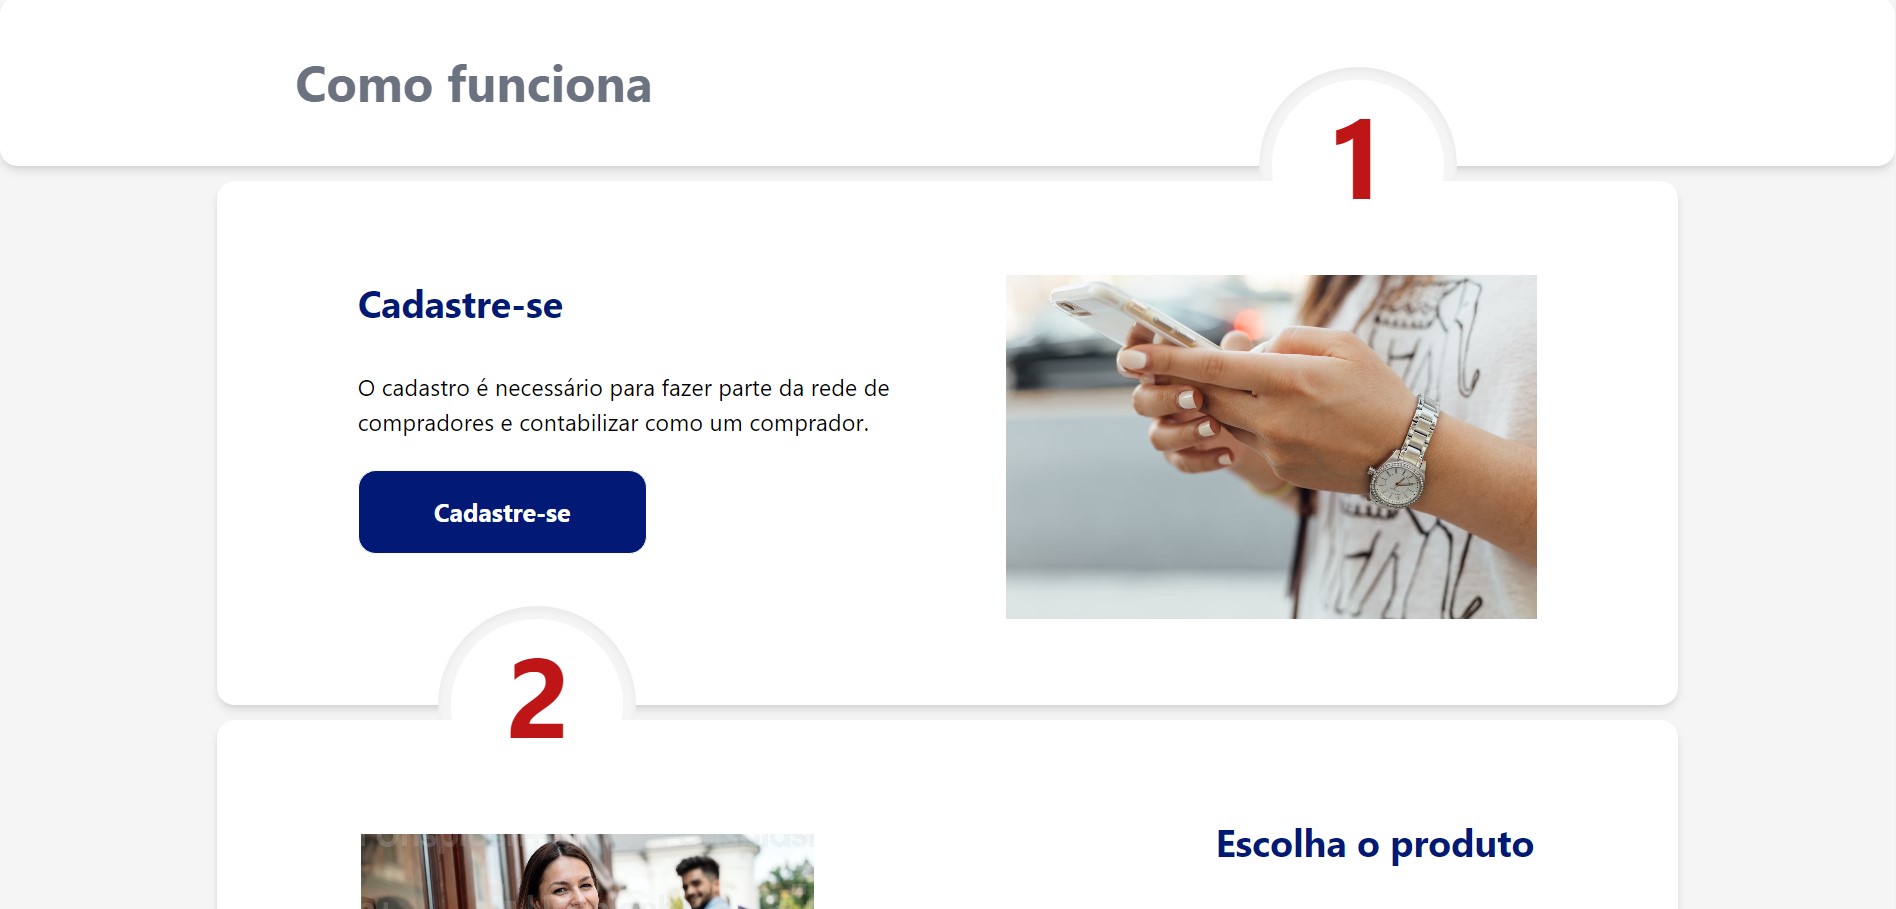 Como funciona
1
Cadastre-se
O cadastro é necessário para fazer parte da rede de
compradores e contabilizar como um comprador.
Cadastre-se
2
Escolha o produto